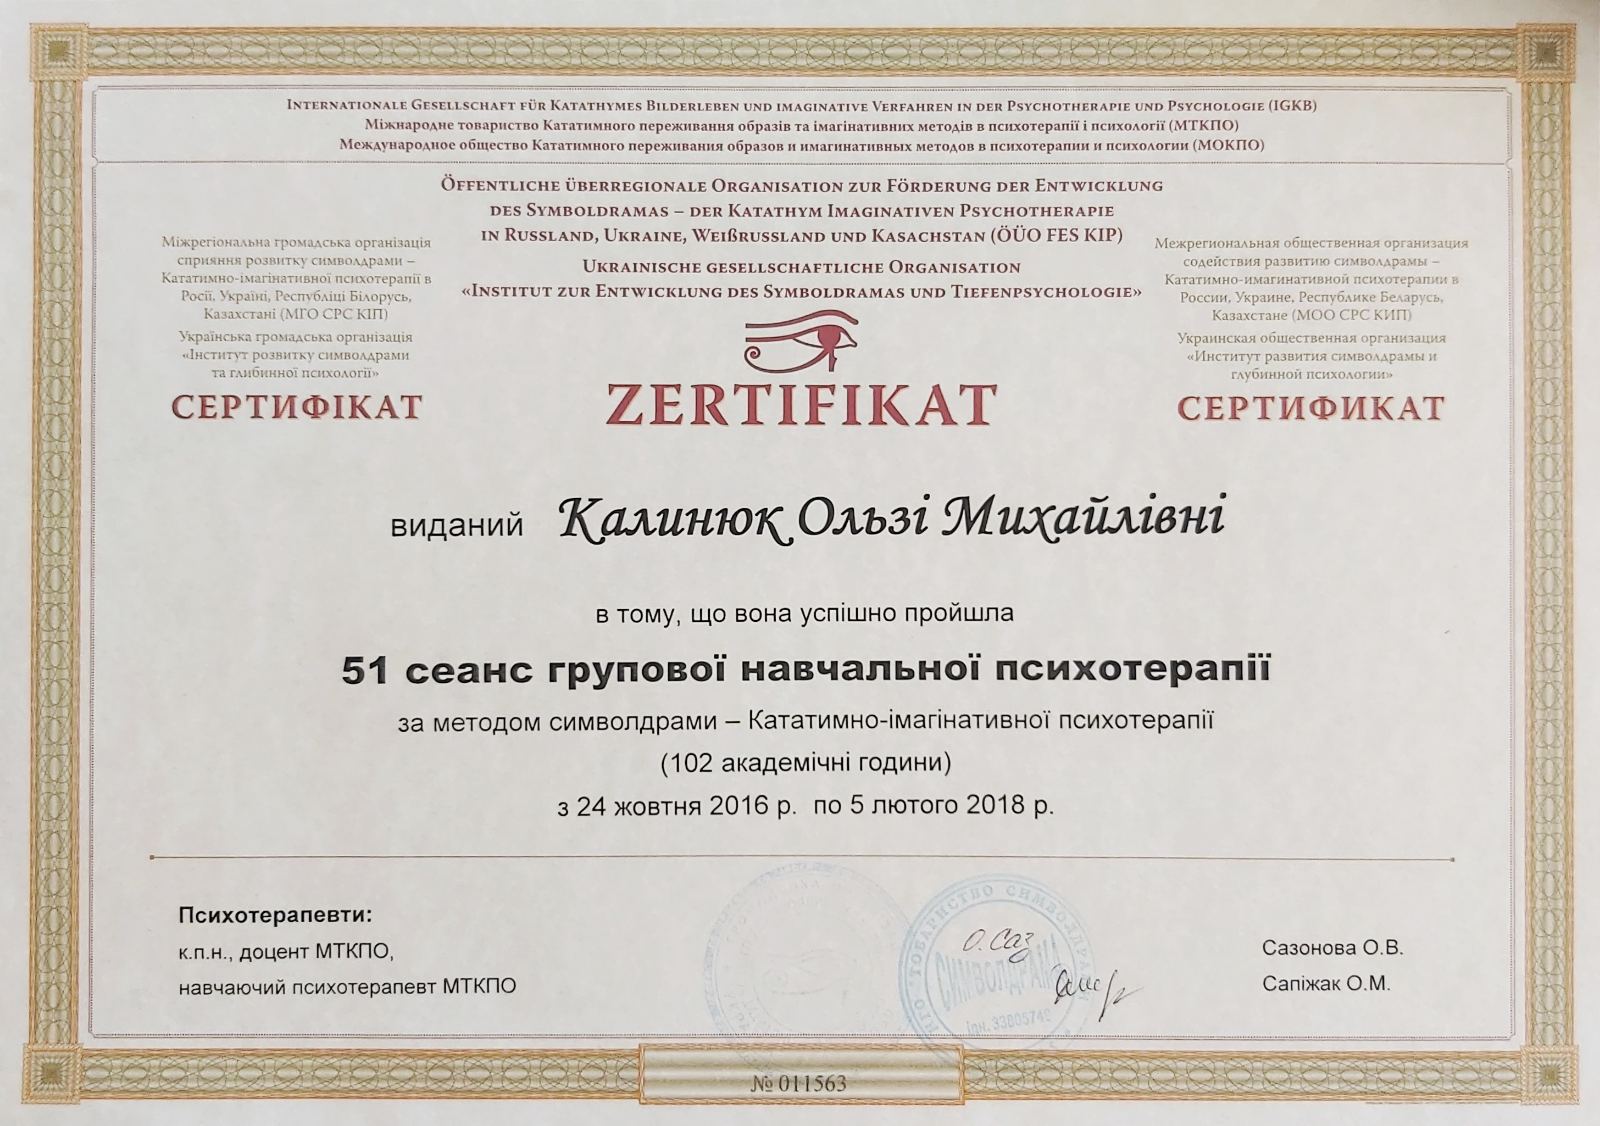 Internationale Gesellschaft für Katathymes Bilderleben und imaginative Verfahren in der Psychotherapie und Psychologie (IGKB)
Міжнародне товариство Кататимного переживання образів та імагінативних методів в психотерапії і психології (МТКПО)
Международное общество Кататимного переживания образов и имагинативных методов в психотерапии и психологии (МОКПО)
Öffentliche überregionale Organisation zur Förderung der Entwicklung
des Symboldramas – der Katathym Imaginativen Psychotherapie
in Russland, Ukraine, Weißrussland und Kasachstan (ÖÜO FES KIP)
Ukrainische gesellschaftliche Organisation
«Institut zur Entwicklung des Symboldramas und Tiefenpsychologie»
Міжрегіональна громадська організація
сприяння розвитку символдрами –
Кататимно-імагінативної психотерапії в
Росії, Україні, Республіці Білорусь,
Казахстані (МГО СРС КІП)
Українська громадська організація
«Інститут розвитку символдрами
та глибинної психології»
СЕРТИФІКАТ
ZERTIFIKAT
Межрегиональная общественная организация
содействия развитию символдрамы –
Кататимно-имагинативной психотерапии в
России, Украине, Республике Беларусь,
Казахстане (МОО СРС КИП)
Украинская общественная организация
«Институт развития символдрамы и
глубинной психологии»
СЕРТИФИКАТ
виданий Калинюк Ользі Михайлівні
в тому, що вона успішно пройшла
51 сеанс групової навчальної психотерапії
за методом символдрами – Кататимно-імагінативної психотерапії
(102 академічні години)
з 24 жовтня 2016 р. по 5 лютого 2018 р.
Психотерапевти:
к.п.н., доцент МТКПО,
навчаючий психотерапевт МТКПО
О. Саз
ТОВАРИСТВО СИМВОЛДРАМИ
СИМВОЛДРАМА
Ідн. 33805742
Сазонова О.В.
Сапіжак О.М.
№ 011563